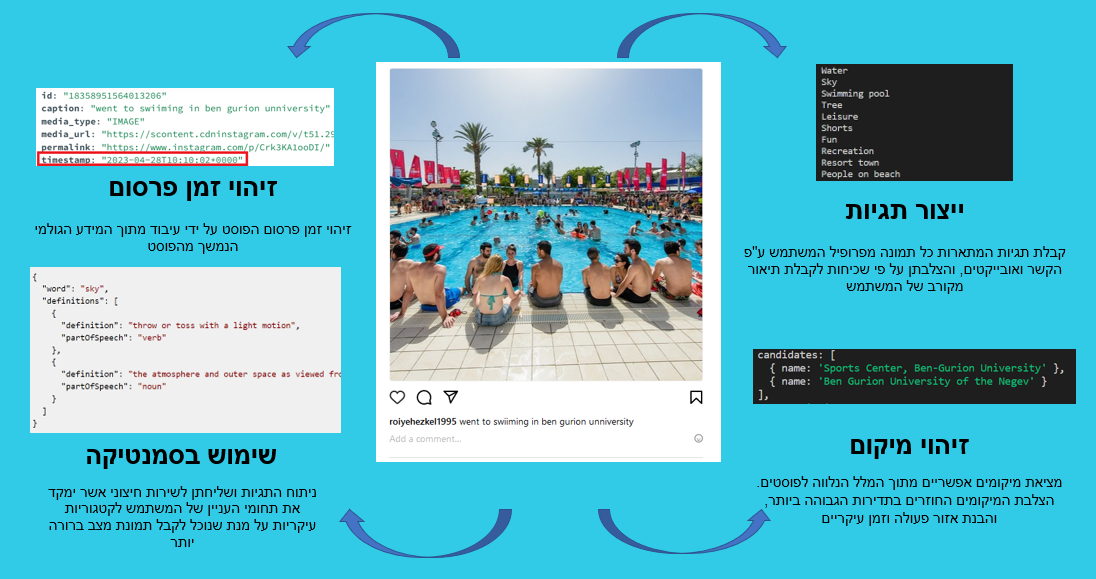 id: "18358951564013206"
caption: "went to swiiming in ben gurion unniversity"
media_type: "IMAGE"
media_url: "https://scontent.cdninstagram.com/v/t51.29
permalink: "https://www.instagram.com/p/Crk3KA1ooDI/"
timestamp: "2023-04-28T10:10:02+0000"
זיהוי זמן פרסום
זיהוי זמן פרסום הפוסט על ידי עיבוד מתוך המידע הגולמי
הנמשך מהפוסט
{
"word": "sky",
"definitions": [
{
"definition": "throw or toss with a light motion",
"partOfSpeech": "verb"
},
{
"definition": "the atmosphere and outer space as viewed fro
"partOfSpeech": "noun"
}
]
}
שימוש בסמנטיקה
ניתוח התגיות ושליחתן לשירות חיצוני אשר ימקד
את תחומי העניין של המשתמש לקטגוריות
עיקריות על מנת שנוכל לקבל תמונת מצב ברורה
יותר
roiyehezkel1995 went to swiiming in ben gurion unniversity
Add a comment...
Water
Sky
Swimming pool
Tree
Leisure
Shorts
Fun
Recreation
Resort town
People on beach
ייצור תגיות
קבלת תגיות המתארות כל תמונה מפרופיל המשתמש ע"פ
הקשר ואובייקטים, והצלבתן על פי שכיחות לקבלת תיאור
מקורב של המשתמש
candidates: [
{ name: 'Sports Center, Ben-Gurion University' },
{ name: 'Ben Gurion University of the Negev' }
],
זיהוי מיקום
מציאת מיקומים אפשריים מתוך המלל הנלווה לפוסטים.
הצלבת המיקומים החוזרים בתדירות הגבוהה ביותר,
והבנת אזור פעולה וזמן עיקריים